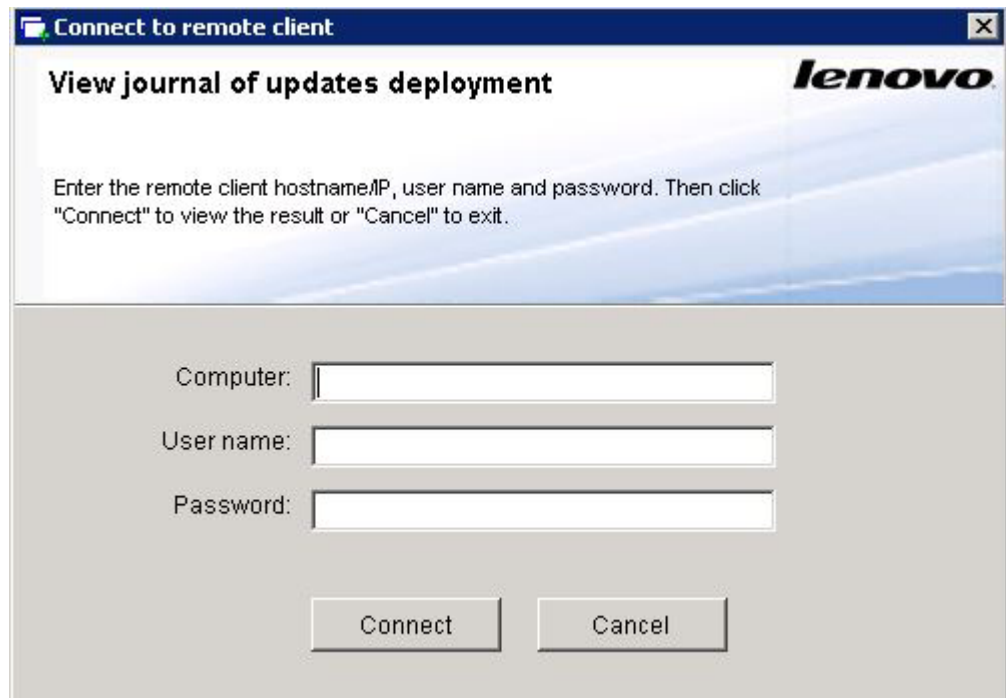 Connect to remote client
View journal of updates deployment
lenovo
Enter the remote client hostname/IP, user name and password. Then click
"Connect" to view the result or "Cancel" to exit.
Computer:
User name:
Password:
Connect
Cancel